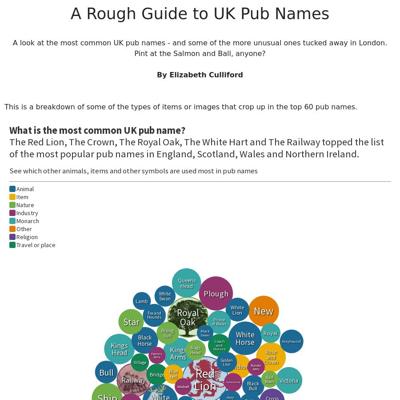 A Rough Guide to UK Pub Names
A look at the most common UK pub names - and some of the more unusual ones tucked away in London.
Pint at the Salmon and Ball, anyone?
By Elizabeth Culliford
This is a breakdown of some of the types of items or images that crop up in the top 60 pub names.
What is the most common UK pub name?
The Red Lion, The Crown, The Royal Oak, The White Hart and The Railway topped the list
of the most popular pub names in England, Scotland, Wales and Northern Ireland.
See which other animals, items and other symbols are used most in pub names
Animal
Item
Nature
Industry
Monarch
Other
Religion
Travel or place
Queens
Head
Plough
White
Swan
Lamb
White
Lion
New
Royal
Oak
Star
Kings
Head
Black
Horse
Kings
Arms
White
Horse
Royal
Greyhound
Rose
and
Crown
Bull
Railway
Bridge
Red
Lion
Black
Bull
Victoria
Ship
White